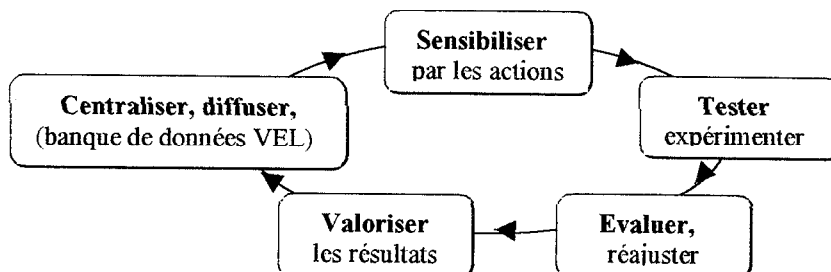 Sensibiliser
par les actions
Centraliser, diffuser,
(banque de données VEL)
Tester
expérimenter
Valoriser
les résultats
Evaluer,
réajuster